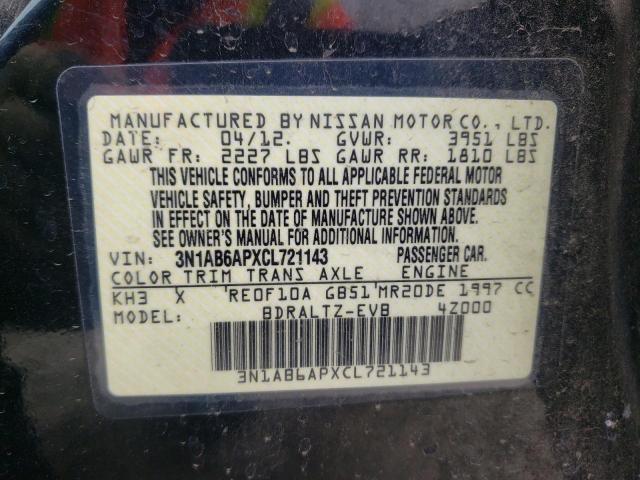 MANUFACTURED BY NISSAN MOTOR CO., LTD.
DATE: 04/12. GVWR: 3951 LBS
GAWR FR: 2227 LBS GAWR RR: 1810 LBS
THIS VEHICLE CONFORMS TO ALL APPLICABLE FEDERAL MOTOR
VEHICLE SAFETY, BUMPER AND THEFT PREVENTION STANDARDS
IN EFFECT ON THE DATE OF MANUFACTURE SHOWN ABOVE.
SEE OWNER'S MANUAL FOR ADDITIONAL INFORMATION.
VIN: 3N1AB6APXCL721143 PASSENGER CAR.
COLOR TRIM TRANS AXLE ENGINE
KH3 X RE0F10A GB51 MR20DE 1997 CC
MODEL: BDRALTZ-EVB 4Z000
3N1AB6APXCL721143